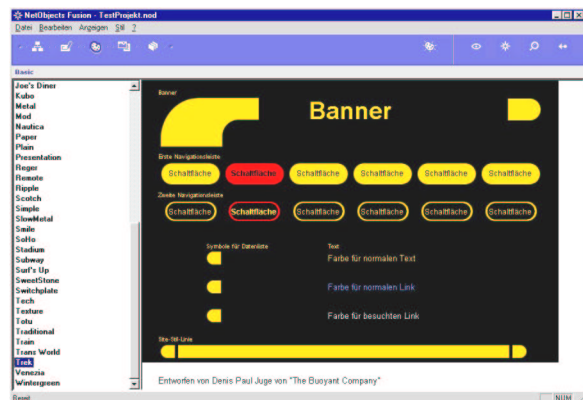 NetObjects Fusion - TestProjekt.nod
Datei Bearbeiten Anzeigen Stil ?
Basic
Joe's Diner
Kubo
Metal
Mod
Nautica
Paper
Plain
Presentation
Reger
Remote
Ripple
Scotch
Simple
SlowMetal
Smile
SoHo
Stadium
Subway
Surf's Up
SweetStone
Switchplate
Tech
Texture
Totu
Traditional
Train
Trans World
Trek
Venezia
Wintergreen
Banner
Banner
Erste Navigationsleiste
Schaltfläche Schaltfläche Schaltfläche Schaltfläche Schaltfläche Schaltfläche
Zweite Navigationsleiste
Schaltfläche Schaltfläche Schaltfläche Schaltfläche Schaltfläche Schaltfläche
Symbole für Datenliste Text
Farbe für normalen Text
Farbe für normalen Link
Farbe für besuchten Link
Site-Stil-Linie
Entworfen von Denis Paul Juge von "The Buoyant Company"
Bereit NUM